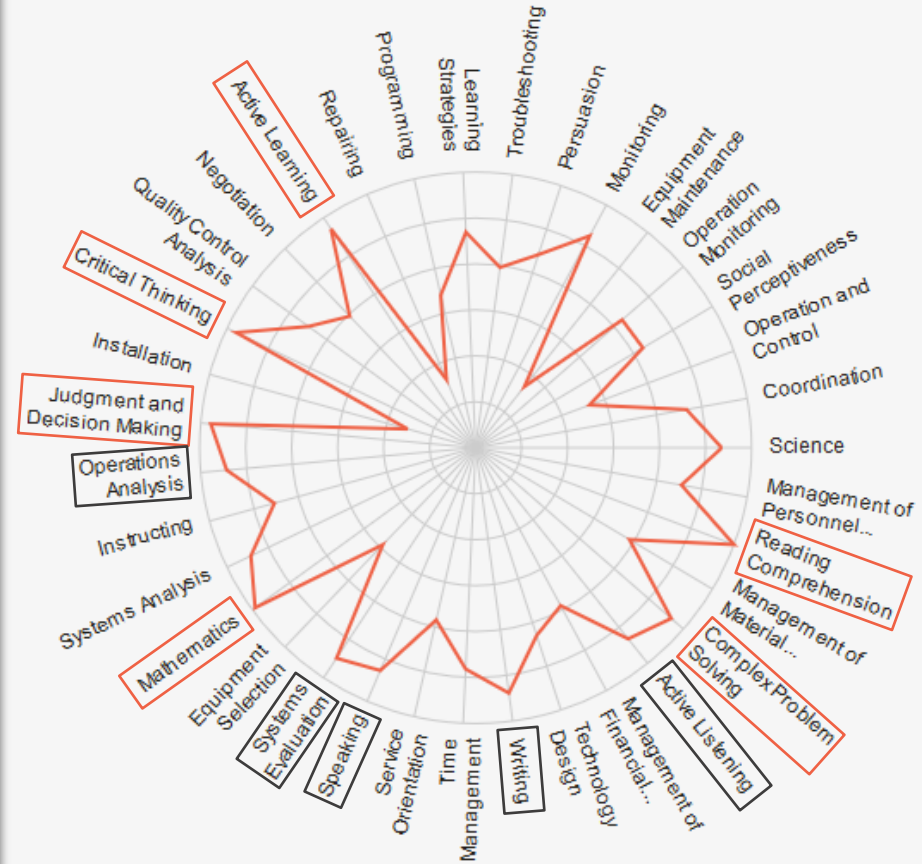 Learning
Strategies
Troubleshooting
Persuasion
Monitoring
Equipment
Maintenance
Operation
Monitoring
Social
Perceptiveness
Operation and
Control
Coordination
Science
Management of
Personnel...
Reading
Comprehension
Management of
Material...
Complex Problem
Solving
Active Listening
Management of
Financial...
Technology
Design
Writing
Time
Management
Service
Orientation
Speaking
Systems
Evaluation
Equipment
Selection
Mathematics
Systems Analysis
Instructing
Operations
Analysis
Judgment and
Decision Making
Installation
Critical Thinking
Quality Control
Analysis
Negotiation
Active Learning
Repairing
Programming